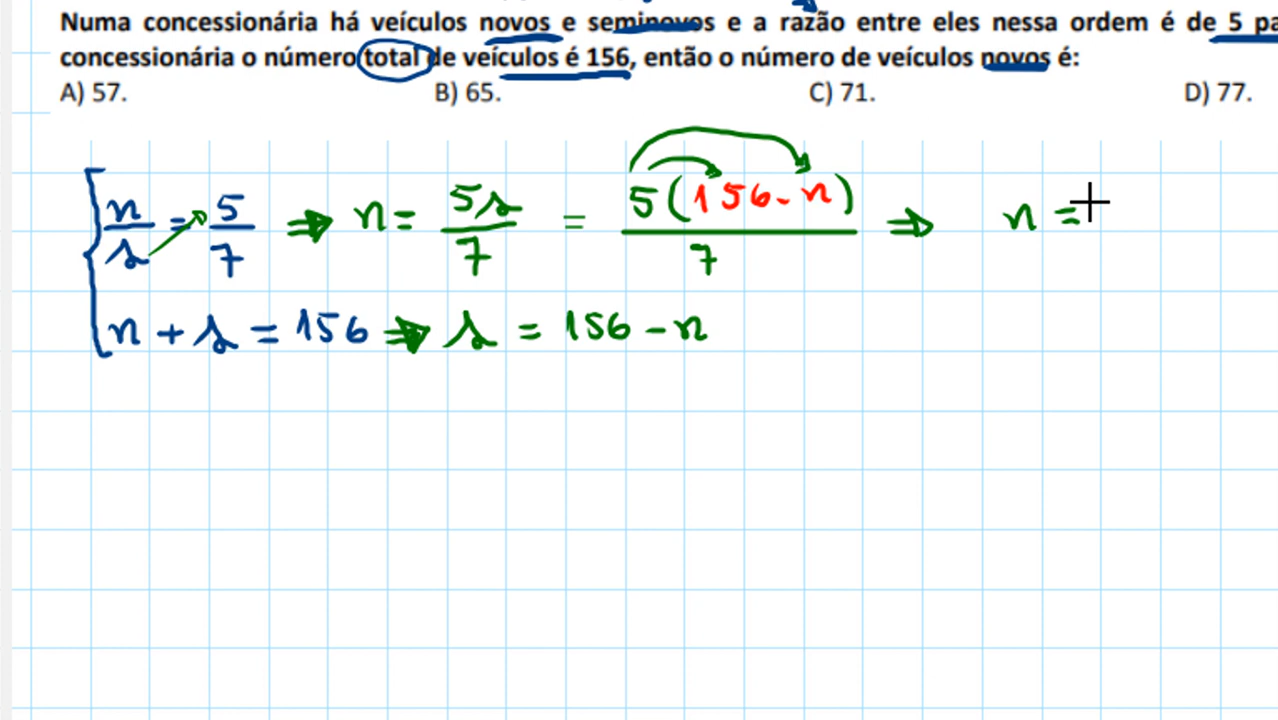 Numa concessionária há veículos novos e seminovos e a razão entre eles nessa ordem é de 5 pa
concessionária o número total de veículos é 156, então o número de veículos novos é:
A) 57. B) 65. C) 71. D) 77.
n/s = 5/7 ⇒ n = 5s/7 = 5(156-n)/7 ⇒ n =
n + s = 156 ⇒ s = 156 - n